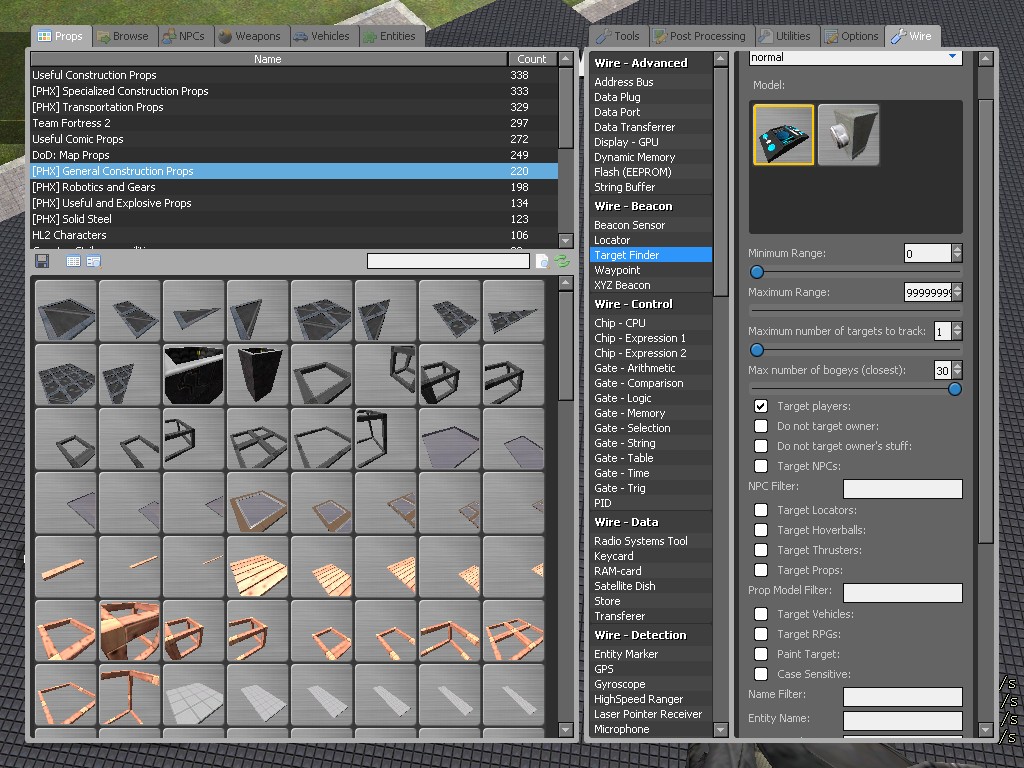 Props Browse NPCs Weapons Vehicles Entities
Name Count
Useful Construction Props 338
[PHX] Specialized Construction Props 333
[PHX] Transportation Props 329
Team Fortress 2 297
Useful Comic Props 272
DoD: Map Props 249
[PHX] General Construction Props 220
[PHX] Robotics and Gears 198
[PHX] Useful and Explosive Props 134
[PHX] Solid Steel 123
HL2 Characters 106
Tools Post Processing Utilities Options Wire
Wire - Advanced
Address Bus
Data Plug
Data Port
Data Transferrer
Display - GPU
Dynamic Memory
Flash (EEPROM)
String Buffer
Wire - Beacon
Beacon Sensor
Locator
Target Finder
Waypoint
XYZ Beacon
Wire - Control
Chip - CPU
Chip - Expression 1
Chip - Expression 2
Gate - Arithmetic
Gate - Comparison
Gate - Logic
Gate - Memory
Gate - Selection
Gate - String
Gate - Table
Gate - Time
Gate - Trig
PID
Wire - Data
Radio Systems Tool
Keycard
RAM-card
Satellite Dish
Store
Transferer
Wire - Detection
Entity Marker
GPS
Gyroscope
HighSpeed Ranger
Laser Pointer Receiver
Microphone
normal
Model:
Minimum Range: 0
Maximum Range: 9999999
Maximum number of targets to track: 1
Max number of bogeys (closest): 30
Target players:
Do not target owner:
Do not target owner's stuff:
Target NPCs:
NPC Filter:
Target Locators:
Target Hoverballs:
Target Thrusters:
Target Props:
Prop Model Filter:
Target Vehicles:
Target RPGs:
Paint Target:
Case Sensitive:
Name Filter:
Entity Name:
/s
/s
/s
/s